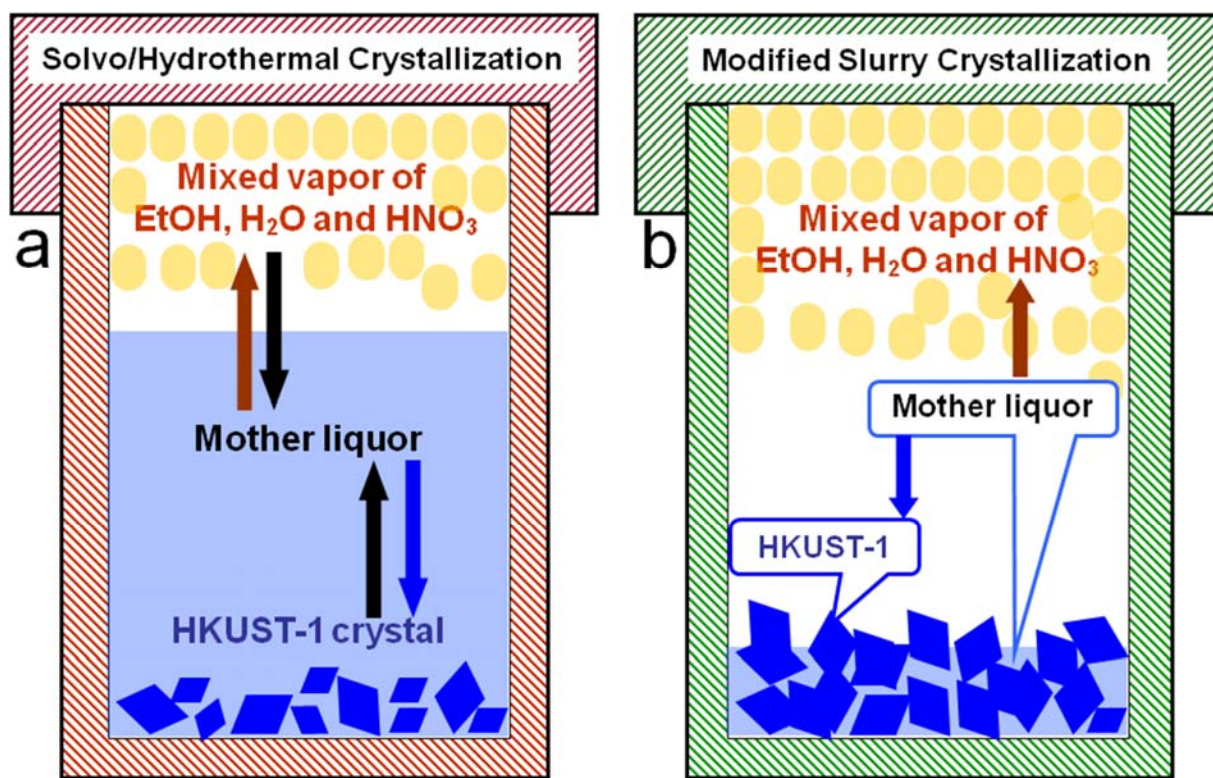 Solvo/Hydrothermal Crystallization
Mixed vapor of
EtOH, H₂O and HNO₃
a
Mother liquor
HKUST-1 crystal
Modified Slurry Crystallization
Mixed vapor of
EtOH, H₂O and HNO₃
b
Mother liquor
HKUST-1